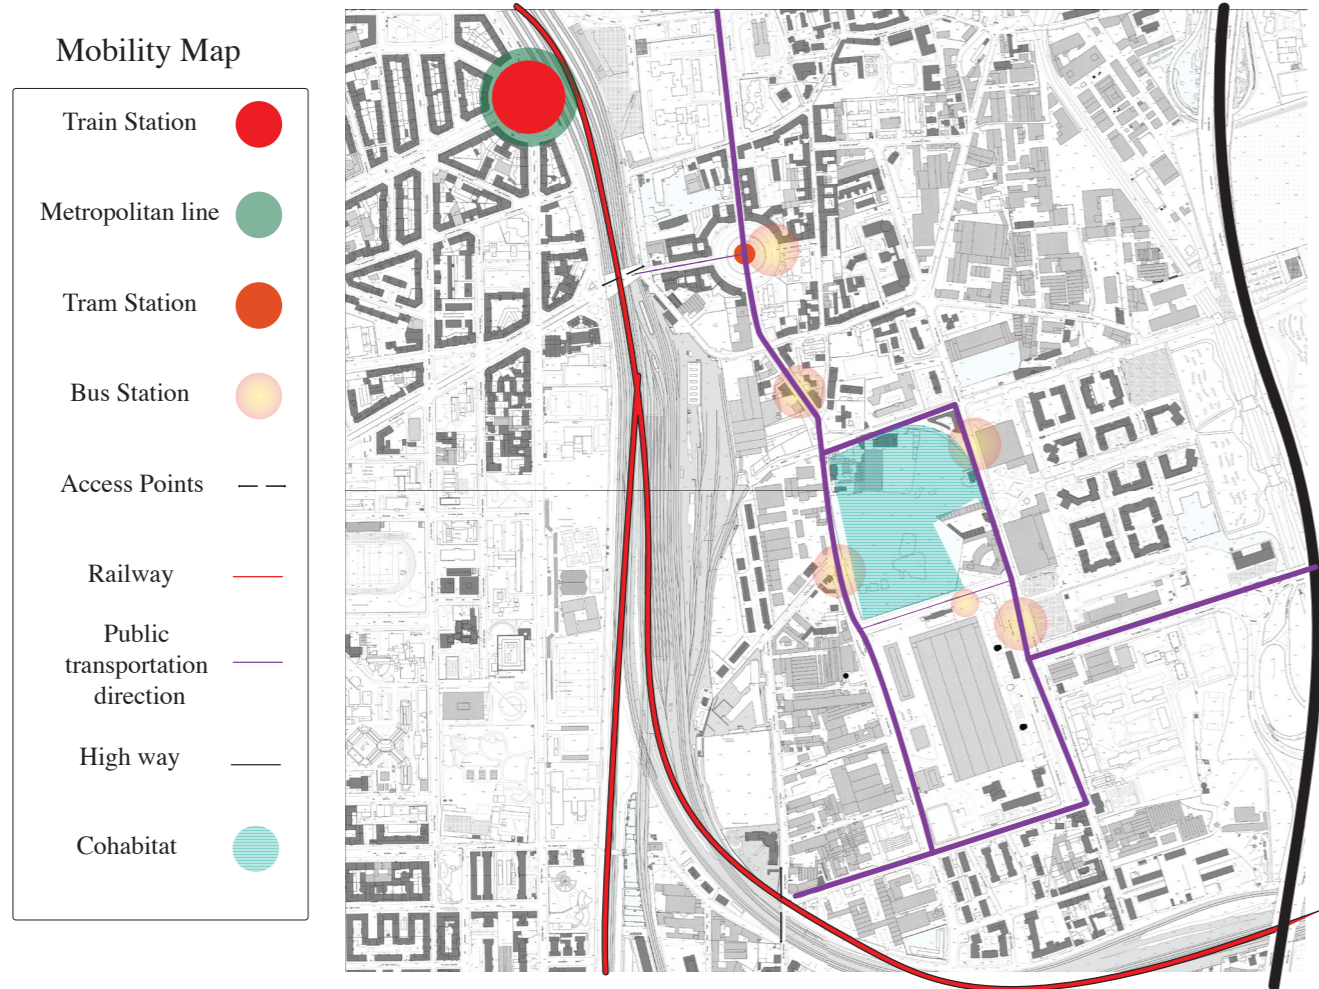 Mobility Map
Train Station
Metropolitan line
Tram Station
Bus Station
Access Points
Railway
Public
transportation
direction
High way
Cohabitat